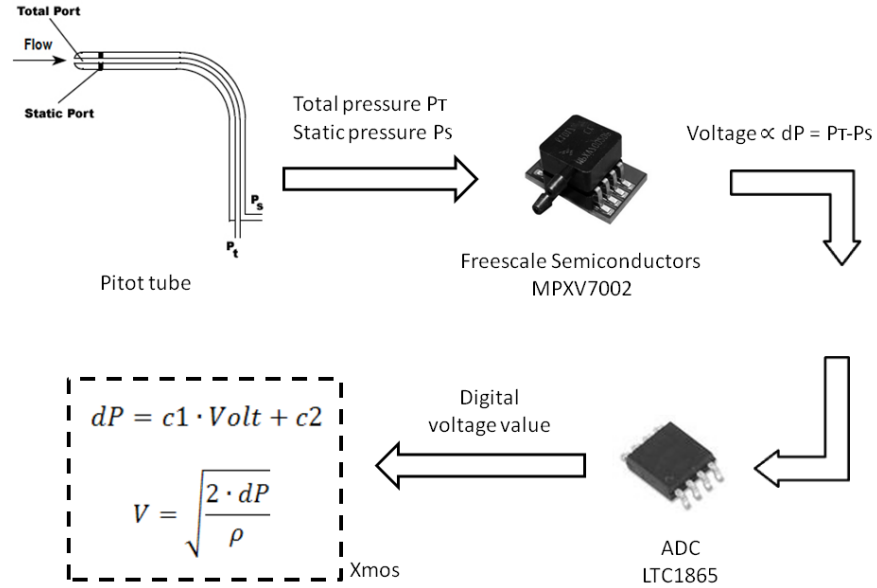 Total Port
Flow
Static Port
Ps
Pt
Pitot tube
Total pressure PT
Static pressure Ps
Freescale Semiconductors
MPXV7002
Voltage ∝ dP = PT-Ps
ADC
LTC1865
Digital
voltage value
dP = c1 · Volt + c2
V = √(2 · dP / ρ)
Xmos